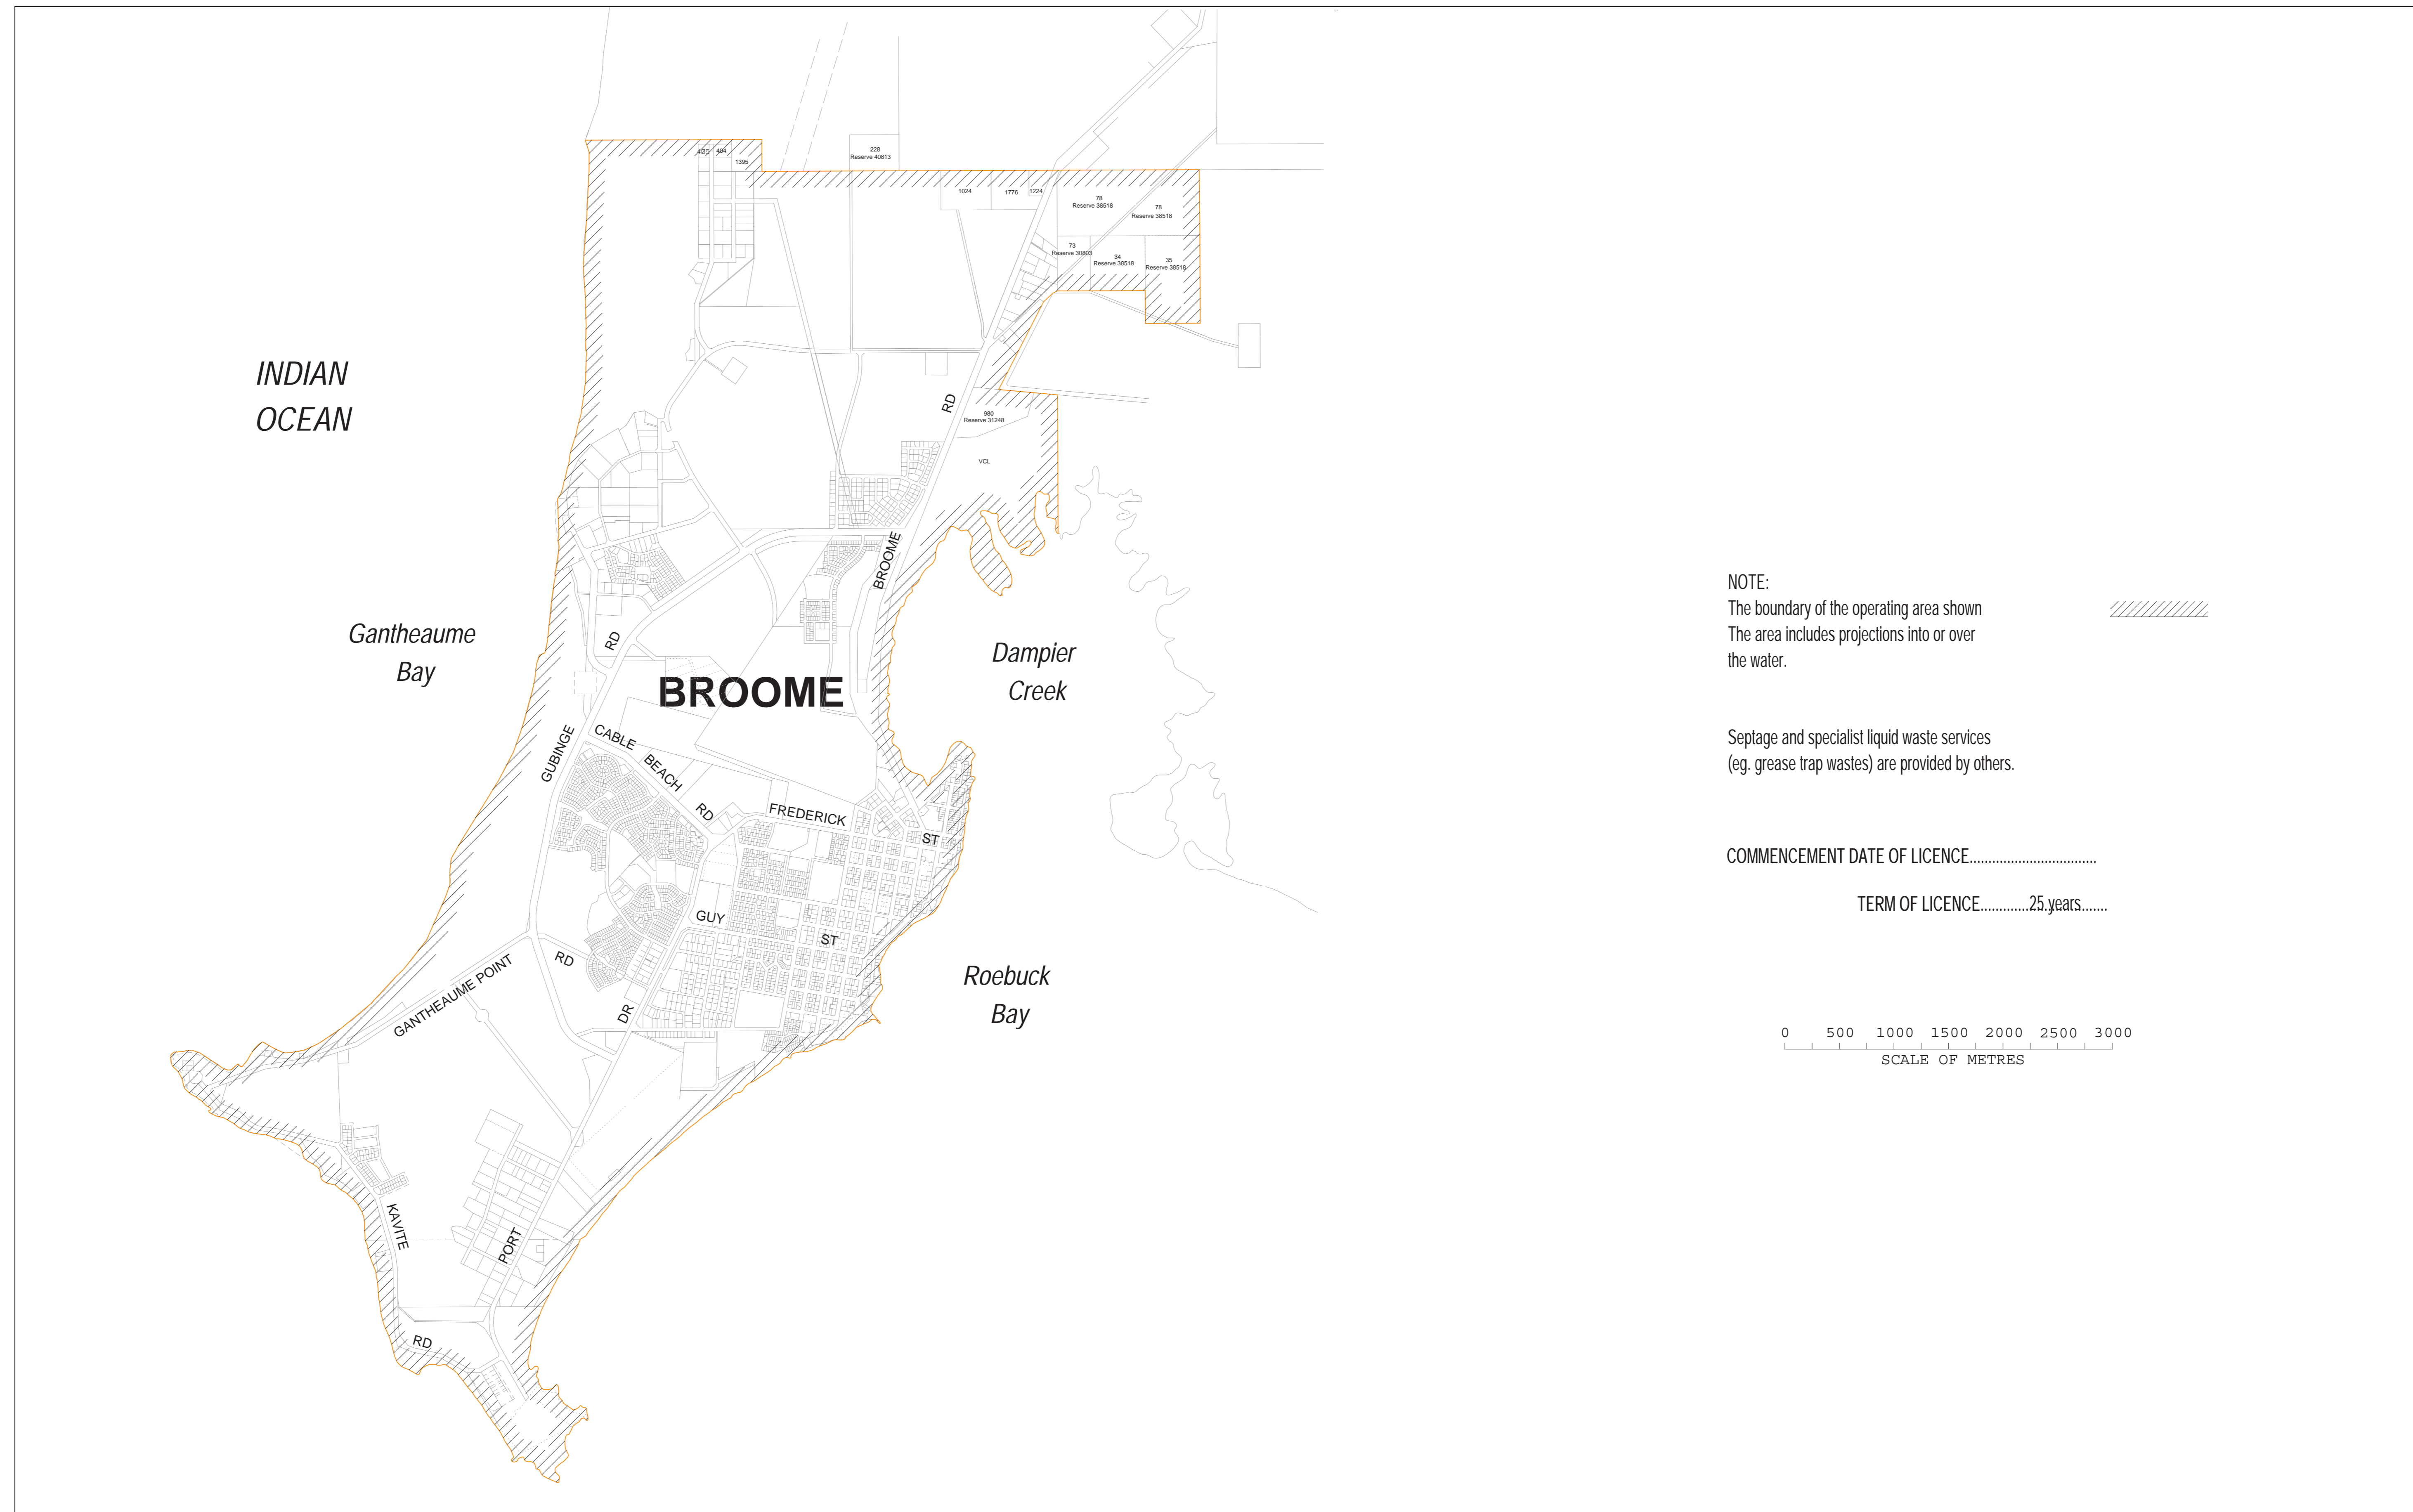 484
1395
228
Reserve 40813
1024
1776
1224
78
Reserve 38518
78
Reserve 38518
73
Reserve 30803
34
Reserve 38518
35
Reserve 38518
INDIAN
OCEAN
RD
980
Reserve 31248
VCL
BROOME
Gantheaume
Bay
RD
Dampier
Creek
BROOME
GUBINGE
CABLE
BEACH
RD
FREDERICK
ST
GUY
ST
RD
GANTHEAUME POINT
DR
Roebuck
Bay
KAVITE
PORT
RD
NOTE:
The boundary of the operating area shown
The area includes projections into or over
the water.
Septage and specialist liquid waste services
(eg. grease trap wastes) are provided by others.
COMMENCEMENT DATE OF LICENCE..................................
TERM OF LICENCE.............25.years.......
0 500 1000 1500 2000 2500 3000
SCALE OF METRES